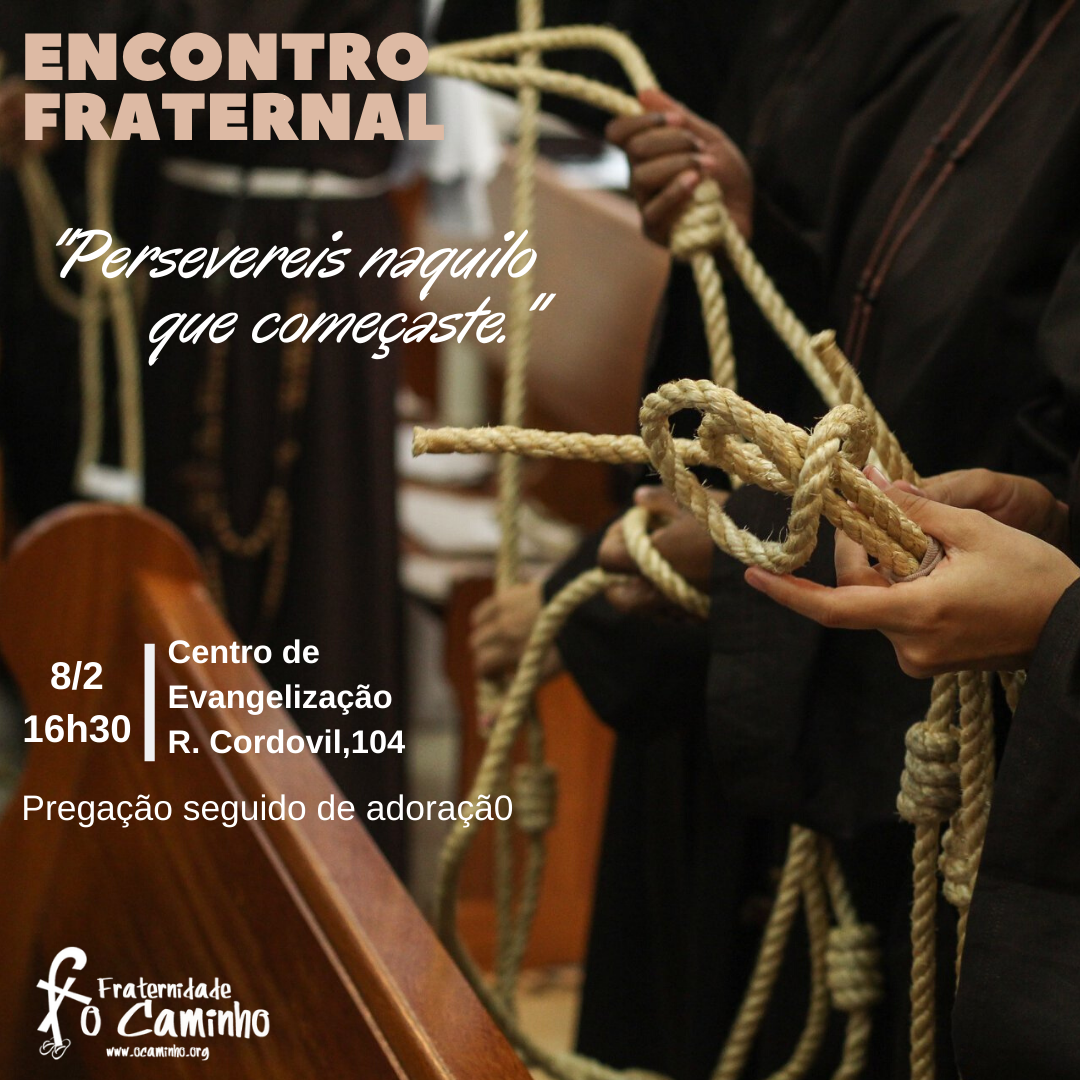 ENCONTRO
FRATERNAL
"Persevereis naquilo
que começaste."
8/2
16h30
Centro de
Evangelização
R. Cordovil,104
Pregação seguido de adoraçã0
Fraternidade
O Caminho
www.ocaminho.org